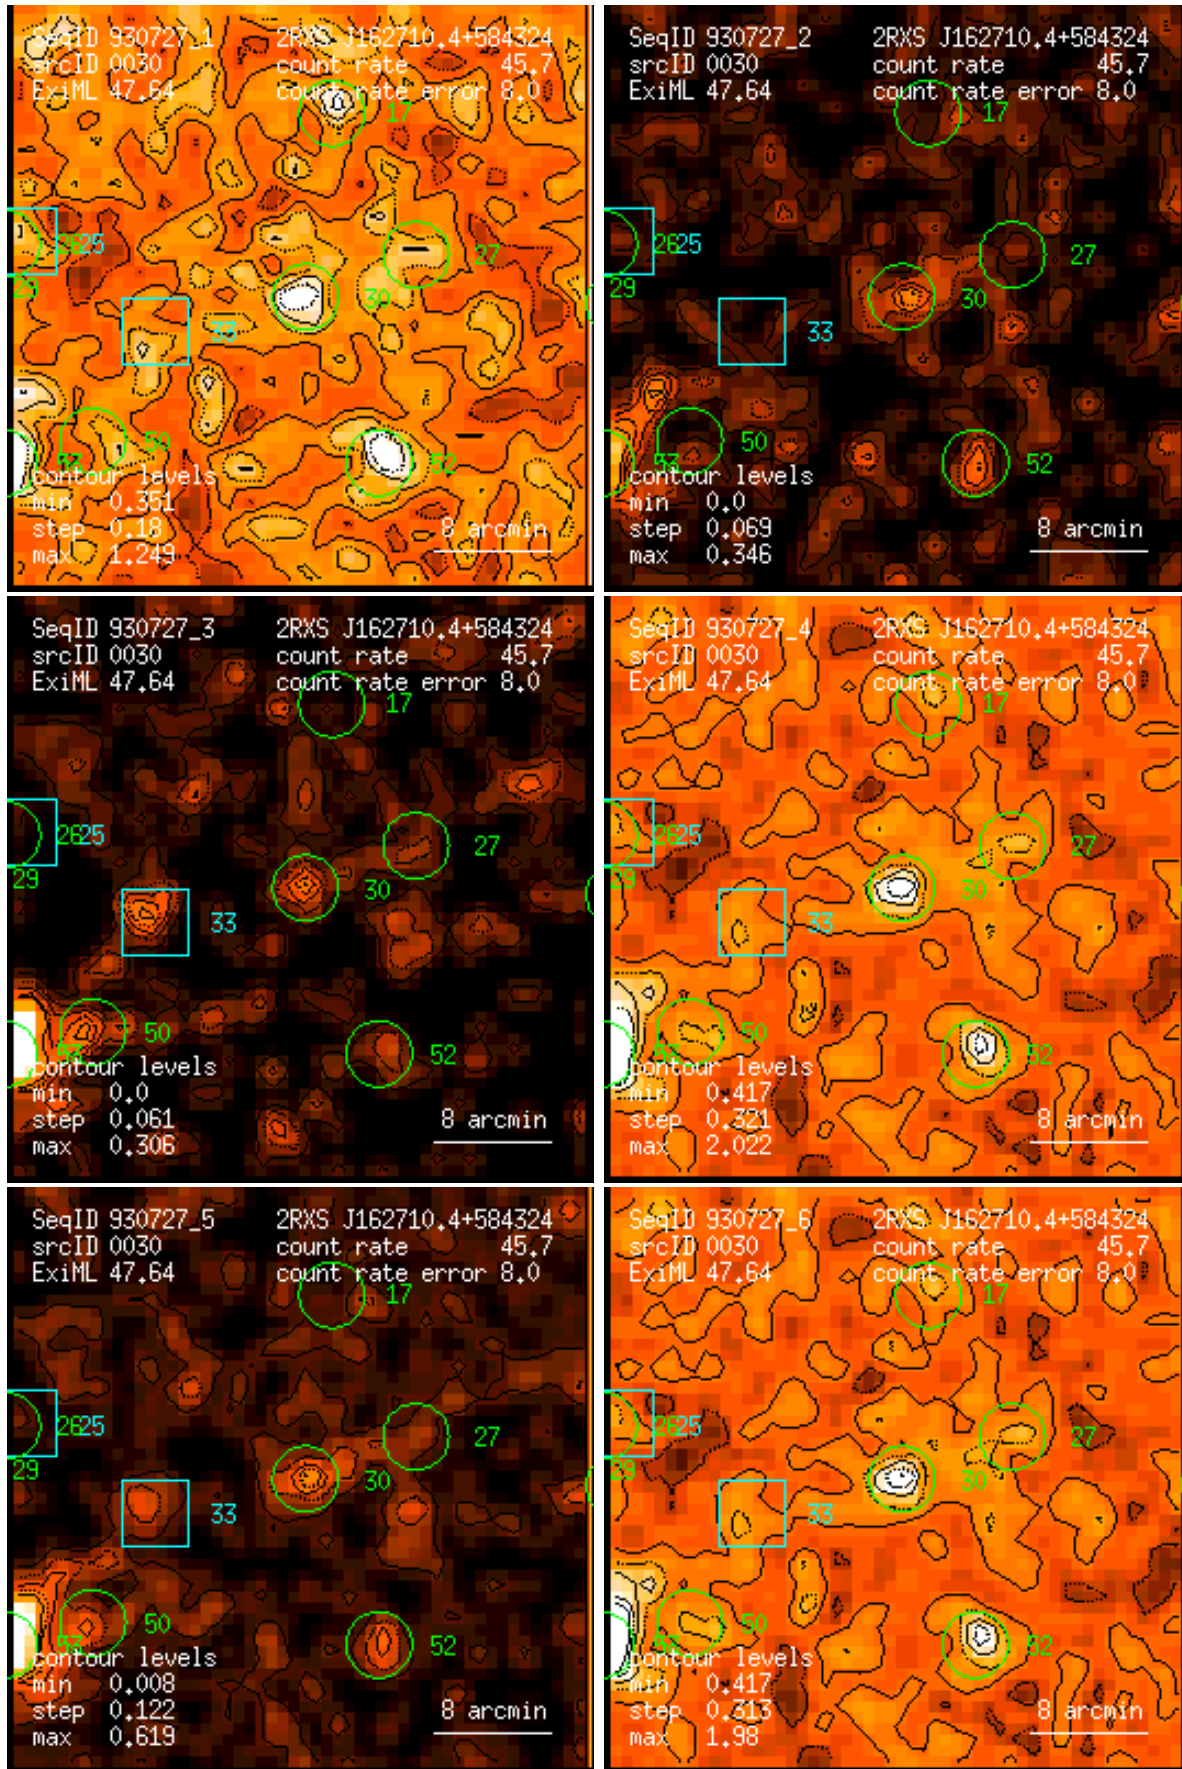 SeqID 930727_1 2RXS J162710.4+584324
srcID 0030 count rate 45.7
ExiML 47.64 count rate error 8.0
17
2625
27
29
30
33
50
53
52
contour levels
min 0.351
step 0.18
max 1.249
8 arcmin
SeqID 930727_2 2RXS J162710.4+584324
srcID 0030 count rate 45.7
ExiML 47.64 count rate error 8.0
17
2625
27
29
30
33
50
53
52
contour levels
min 0.0
step 0.069
max 0.346
8 arcmin
SeqID 930727_3 2RXS J162710.4+584324
srcID 0030 count rate 45.7
ExiML 47.64 count rate error 8.0
17
2625
27
29
30
33
50
53
52
contour levels
min 0.0
step 0.061
max 0.306
8 arcmin
SeqID 930727_4 2RXS J162710.4+584324
srcID 0030 count rate 45.7
ExiML 47.64 count rate error 8.0
17
2625
27
29
30
33
50
53
52
contour levels
min 0.417
step 0.321
max 2.022
8 arcmin
SeqID 930727_5 2RXS J162710.4+584324
srcID 0030 count rate 45.7
ExiML 47.64 count rate error 8.0
17
2625
27
29
30
33
50
53
52
contour levels
min 0.008
step 0.122
max 0.619
8 arcmin
SeqID 930727_6 2RXS J162710.4+584324
srcID 0030 count rate 45.7
ExiML 47.64 count rate error 8.0
17
2625
27
29
30
33
50
53
52
contour levels
min 0.417
step 0.313
max 1.98
8 arcmin